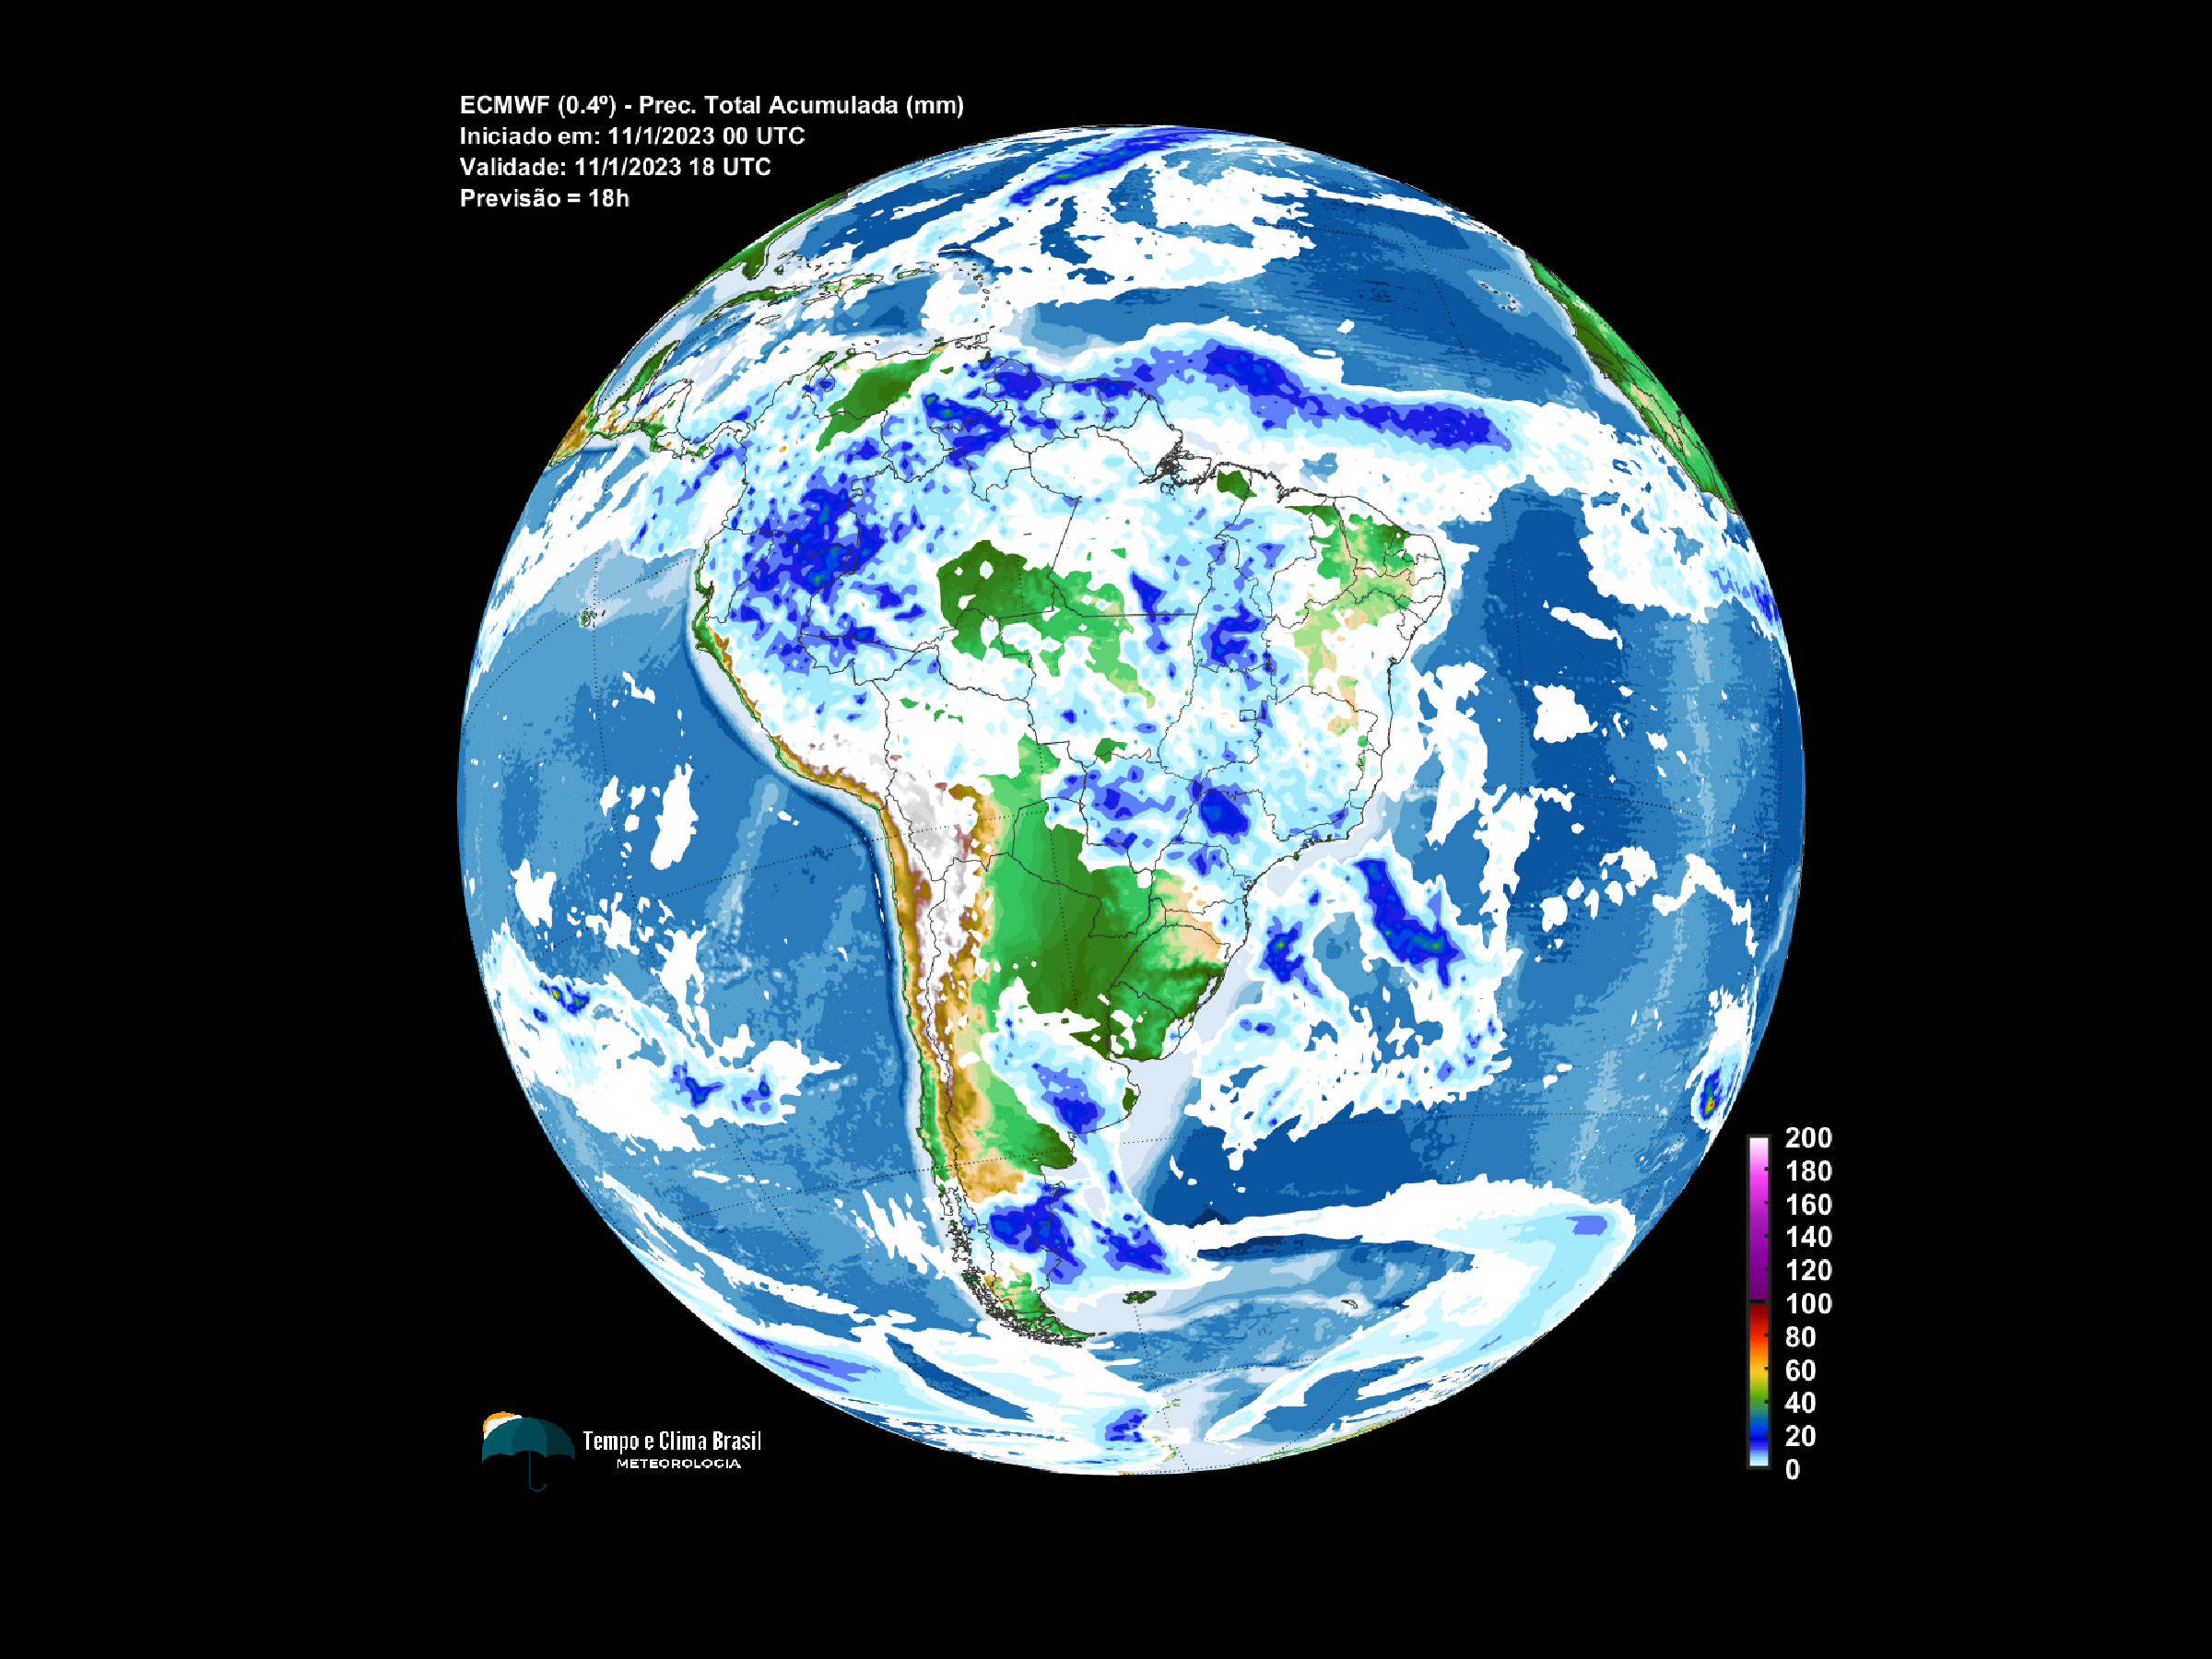 ECMWF (0.4º) - Prec. Total Acumulada (mm)
Iniciado em: 11/1/2023 00 UTC
Validade: 11/1/2023 18 UTC
Previsão = 18h
200
180
160
140
120
100
80
60
40
20
0
Tempo e Clima Brasil
METEOROLOGIA